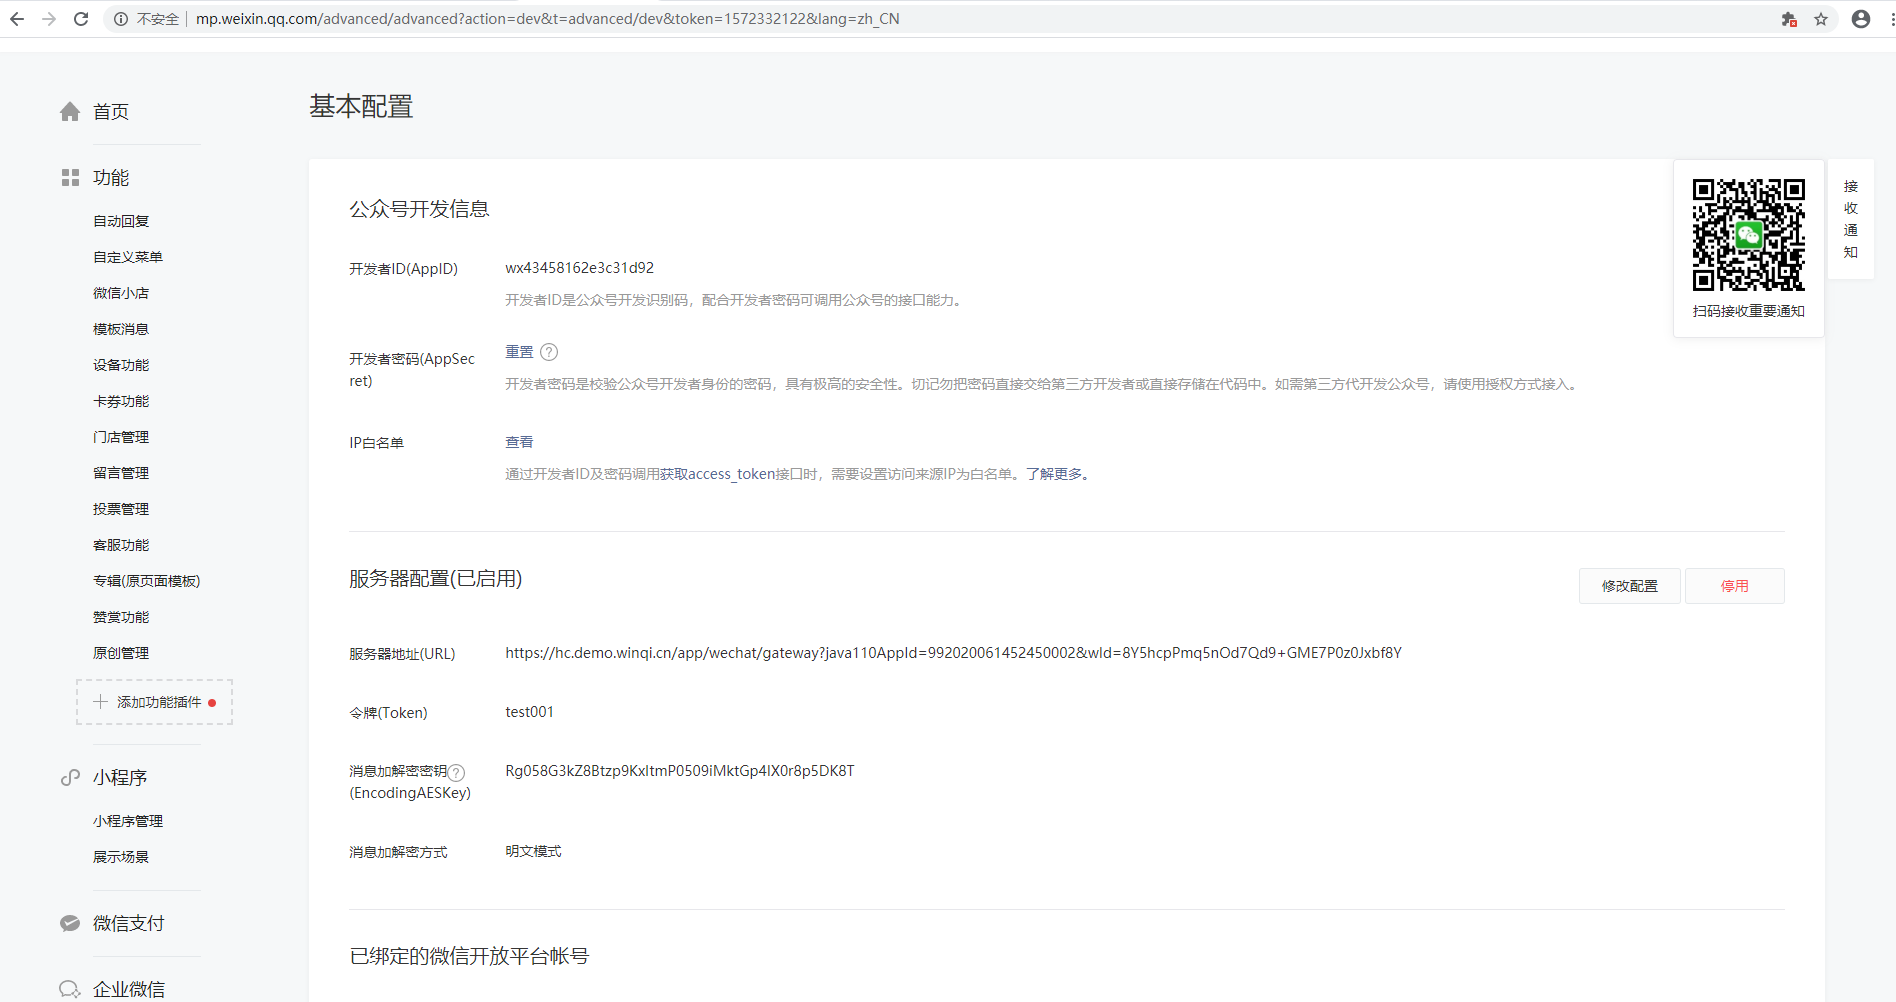 不安全 mp.weixin.qq.com/advanced/advanced?action=dev&t=advanced/dev&token=1572332122&lang=zh_CN
首页
功能
自动回复
自定义菜单
微信小店
模板消息
设备功能
卡券功能
门店管理
留言管理
投票管理
客服功能
专辑(原页面模板)
赞赏功能
原创管理
添加功能插件
小程序
小程序管理
展示场景
微信支付
企业微信
基本配置
公众号开发信息
开发者ID(AppID) wx43458162e3c31d92
开发者ID是公众号开发识别码，配合开发者密码可调用公众号的接口能力。
开发者密码(AppSec
ret)
重置 ?
开发者密码是校验公众号开发者身份的密码，具有极高的安全性。切记勿把密码直接交给第三方开发者或直接存储在代码中。如需第三方代开发公众号，请使用授权方式接入。
IP白名单 查看
通过开发者ID及密码调用获取access_token接口时，需要设置访问来源IP为白名单。了解更多。
服务器配置(已启用)
修改配置 停用
服务器地址(URL) https://hc.demo.winqi.cn/app/wechat/gateway?java110AppId=992020061452450002&wId=8Y5hcpPmq5nOd7Qd9+GME7P0z0Jxbf8Y
令牌(Token) test001
消息加解密密钥 ?
(EncodingAESKey)
Rg058G3kZ8Btzp9KxItmP0509iMktGp4IX0r8p5DK8T
消息加解密方式 明文模式
已绑定的微信开放平台帐号
扫码接收重要通知
接
收
通
知